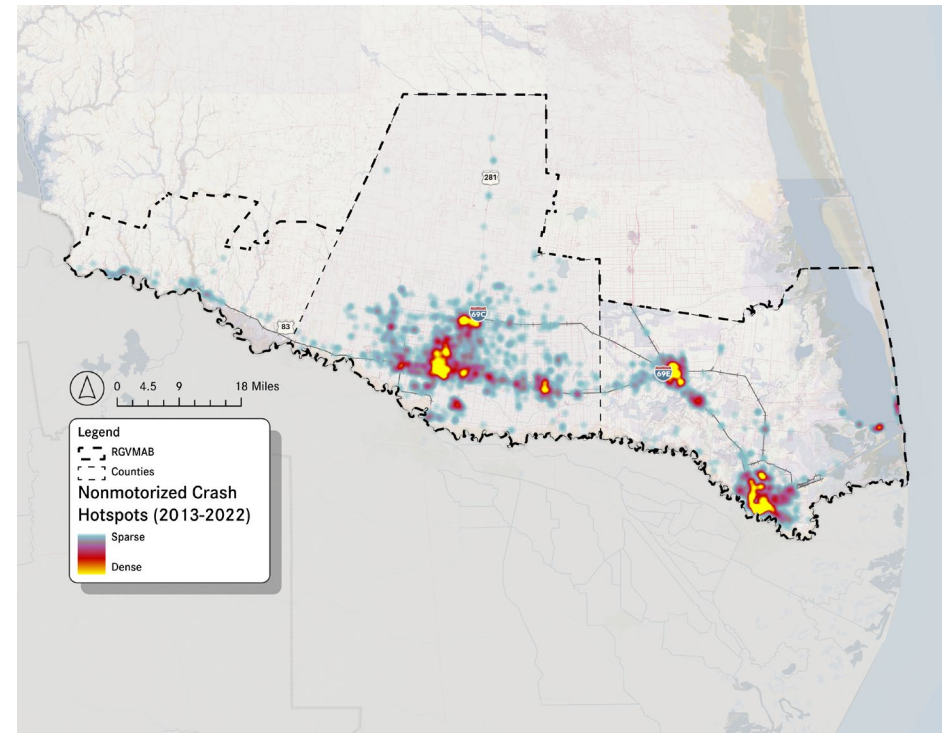 281
69C
83
69E
0 4.5 9 18 Miles
Legend
RGVMAB
Counties
Nonmotorized Crash
Hotspots (2013-2022)
Sparse
Dense